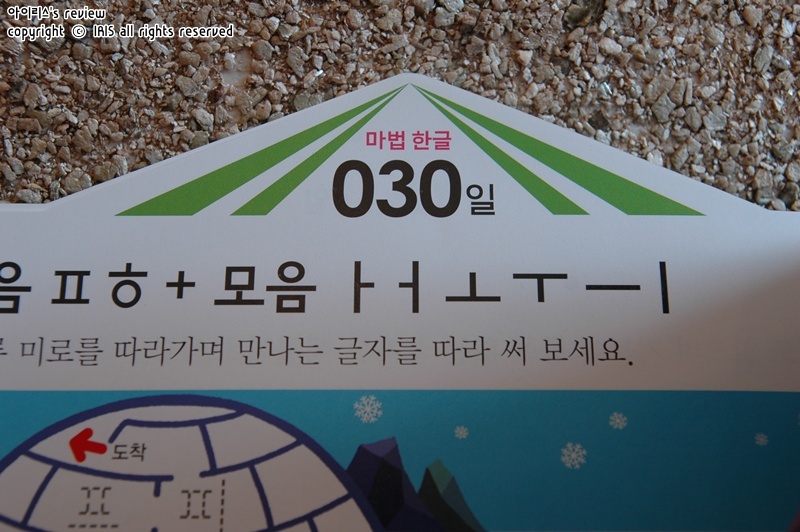 아이리스's review
copyright © IRIS all rights reserved
마법 한글
030일
음 ㅍㅎ + 모음 ㅏㅓㅗㅜㅡㅣ
미로를 따라가며 만나는 글자를 따라 써 보세요.
도착